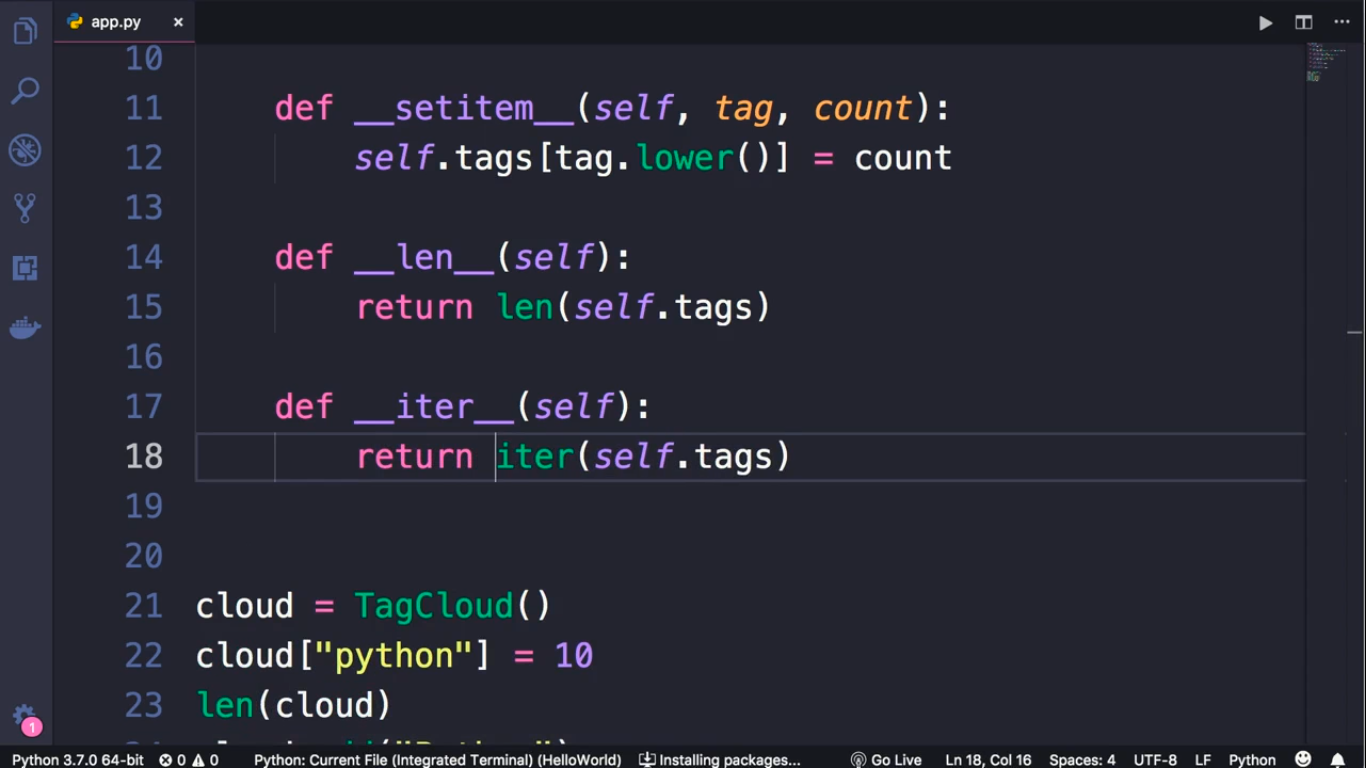 app.py
10
11 def __setitem__(self, tag, count):
12 self.tags[tag.lower()] = count
13
14 def __len__(self):
15 return len(self.tags)
16
17 def __iter__(self):
18 return iter(self.tags)
19
20
21 cloud = TagCloud()
22 cloud["python"] = 10
23 len(cloud)
1
Python 3.7.0 64-bit 0 0 Python: Current File (Integrated Terminal) (HelloWorld) Installing packages... Go Live Ln 18, Col 16 Spaces: 4 UTF-8 LF Python